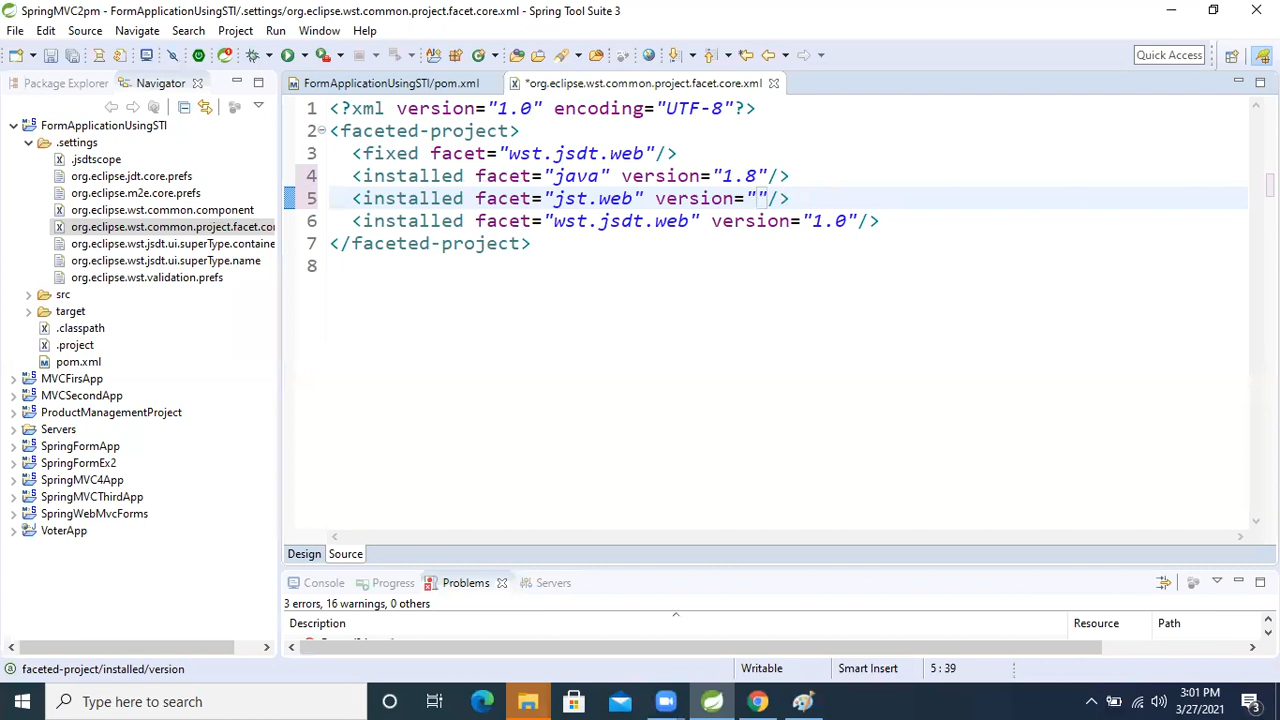 SpringMVC2pm - FormApplicationUsingSTI/.settings/org.eclipse.wst.common.project.facet.core.xml - Spring Tool Suite 3
File Edit Source Navigate Search Project Run Window Help
Quick Access
Package Explorer Navigator
FormApplicationUsingSTI/pom.xml *org.eclipse.wst.common.project.facet.core.xml
FormApplicationUsingSTI
.settings
.jsdtscope
org.eclipse.jdt.core.prefs
org.eclipse.m2e.core.prefs
org.eclipse.wst.common.component
org.eclipse.wst.common.project.facet.co
org.eclipse.wst.jsdt.ui.superType.containe
org.eclipse.wst.jsdt.ui.superType.name
org.eclipse.wst.validation.prefs
src
target
.classpath
.project
pom.xml
MVCFirsApp
MVCSecondApp
ProductManagementProject
Servers
SpringFormApp
SpringFormEx2
SpringMVC4App
SpringMVCThirdApp
SpringWebMvcForms
VoterApp
1 <?xml version="1.0" encoding="UTF-8"?>
2 <faceted-project>
3 <fixed facet="wst.jsdt.web"/>
4 <installed facet="java" version="1.8"/>
5 <installed facet="jst.web" version=""/>
6 <installed facet="wst.jsdt.web" version="1.0"/>
7 </faceted-project>
8
Design Source
Console Progress Problems Servers
3 errors, 16 warnings, 0 others
Description Resource Path
faceted-project/installed/version Writable Smart Insert 5 : 39
Type here to search
3:01 PM
3/27/2021
3